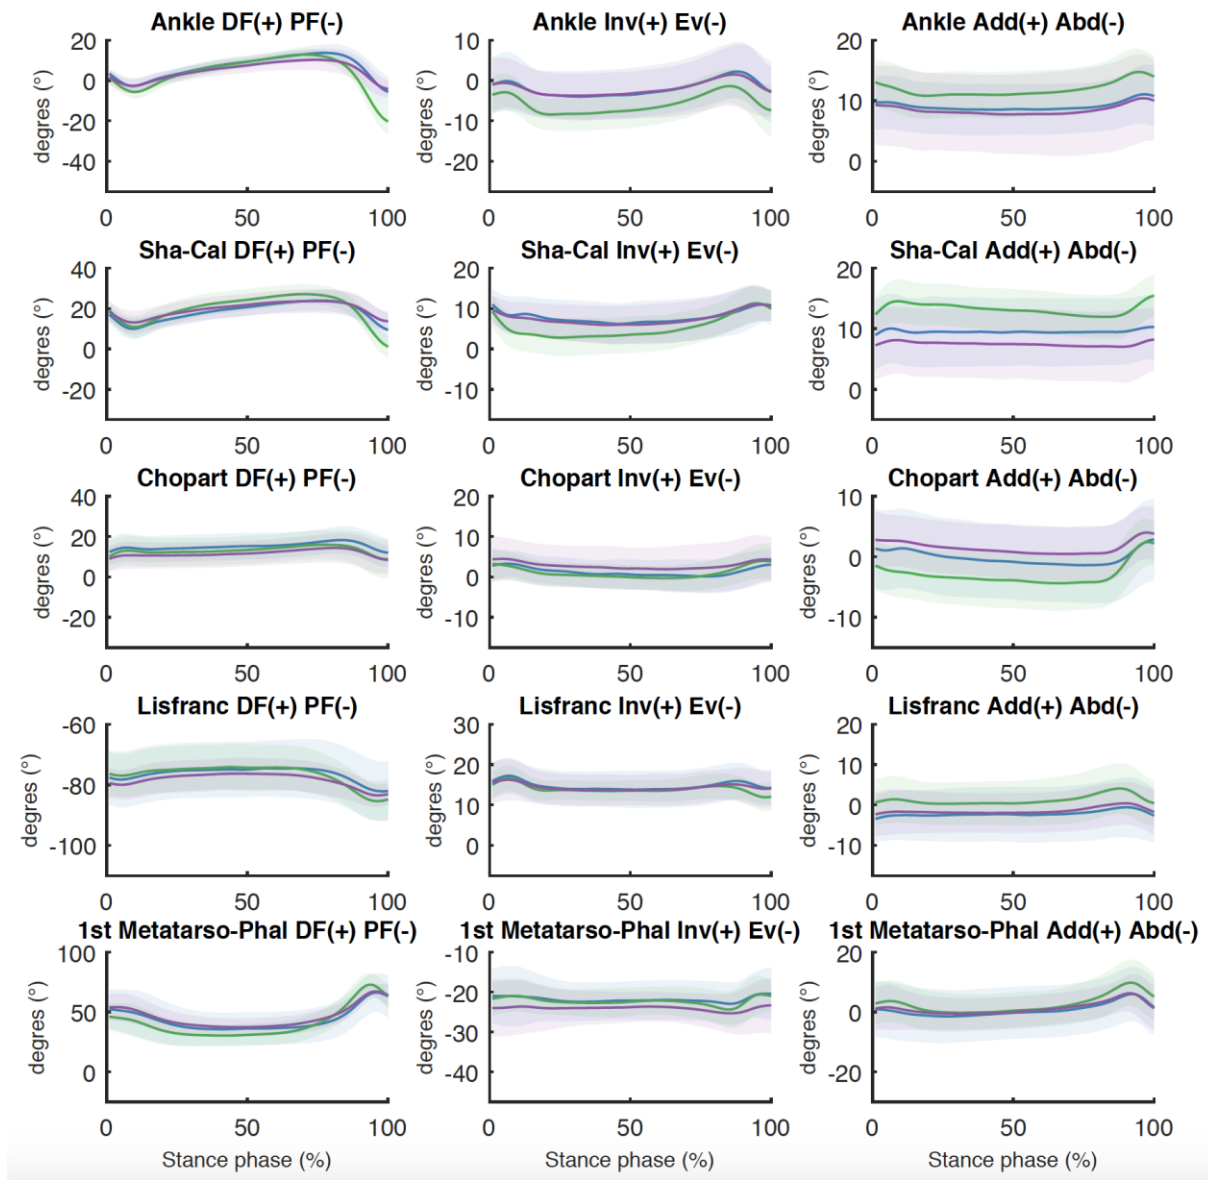 Ankle DF(+) PF(-) Ankle Inv(+) Ev(-) Ankle Add(+) Abd(-)
20 10 20
0 0 10
-20 -10 0
-40 -20
degres (°) degres (°) degres (°)
0 50 100 0 50 100 0 50 100
Sha-Cal DF(+) PF(-) Sha-Cal Inv(+) Ev(-) Sha-Cal Add(+) Abd(-)
40 20 20
20 10 10
0 0 0
-20 -10
degres (°) degres (°) degres (°)
0 50 100 0 50 100 0 50 100
Chopart DF(+) PF(-) Chopart Inv(+) Ev(-) Chopart Add(+) Abd(-)
40 20 10
20 10 0
0 0 -10
-20 -10
degres (°) degres (°) degres (°)
0 50 100 0 50 100 0 50 100
Lisfranc DF(+) PF(-) Lisfranc Inv(+) Ev(-) Lisfranc Add(+) Abd(-)
-60 30 20
-80 20 10
-100 10 0
0 -10
degres (°) degres (°) degres (°)
0 50 100 0 50 100 0 50 100
1st Metatarso-Phal DF(+) PF(-) 1st Metatarso-Phal Inv(+) Ev(-) 1st Metatarso-Phal Add(+) Abd(-)
100 -10 20
50 -20 0
0 -30 -20
-40
degres (°) degres (°) degres (°)
0 50 100 0 50 100 0 50 100
Stance phase (%) Stance phase (%) Stance phase (%)